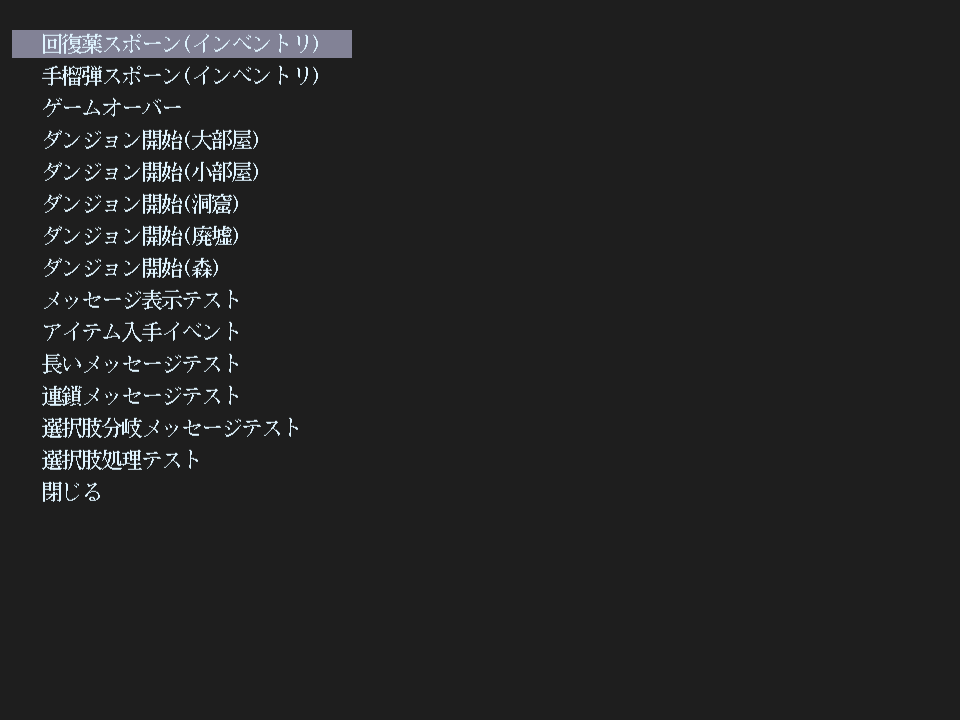 回復薬スポーン(インベントリ)
手榴弾スポーン(インベントリ)
ゲームオーバー
ダンジョン開始(大部屋)
ダンジョン開始(小部屋)
ダンジョン開始(洞窟)
ダンジョン開始(廃墟)
ダンジョン開始(森)
メッセージ表示テスト
アイテム入手イベント
長いメッセージテスト
連鎖メッセージテスト
選択肢分岐メッセージテスト
選択肢処理テスト
閉じる